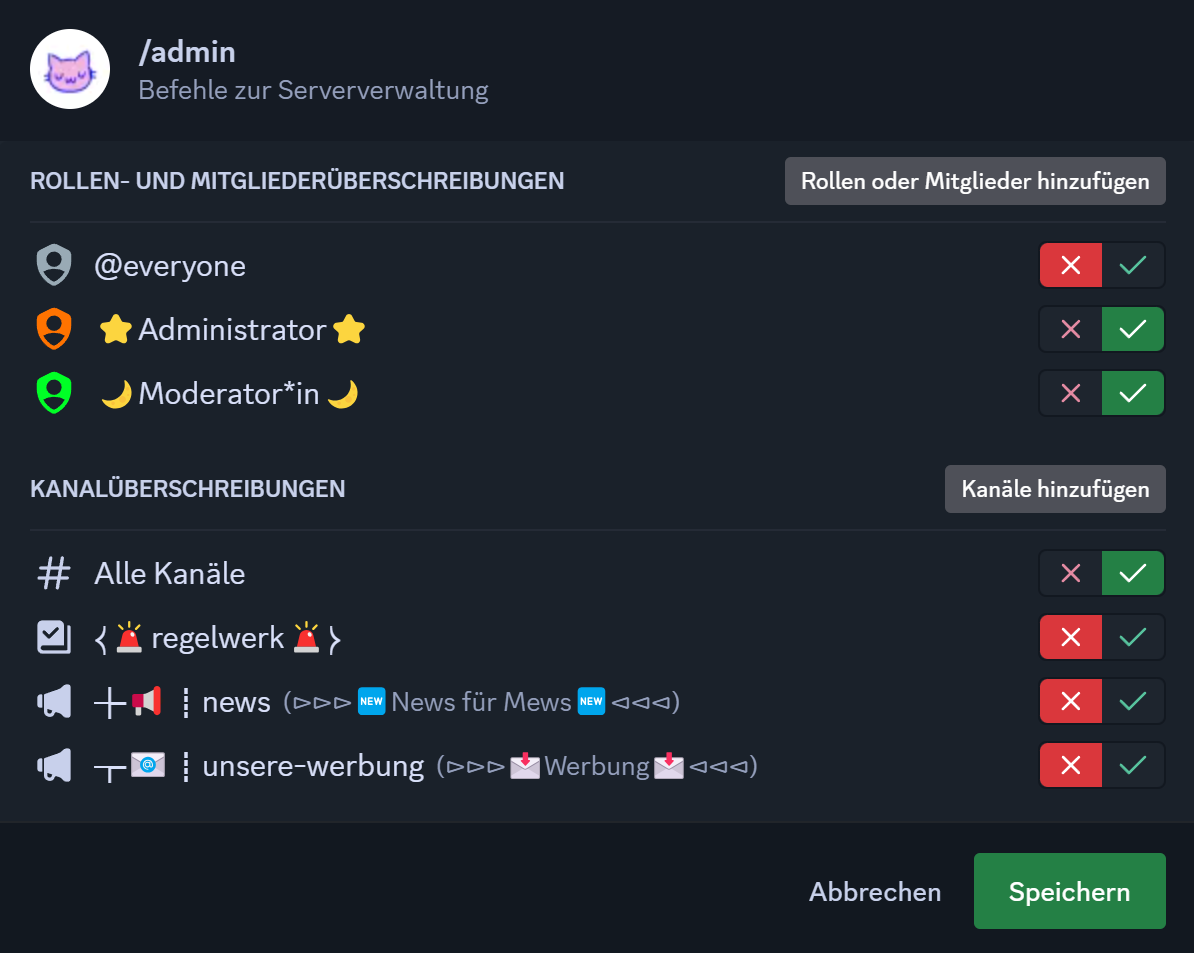 /admin
Befehle zur Serververwaltung
ROLLEN- UND MITGLIEDERÜBERSCHREIBUNGEN
Rollen oder Mitglieder hinzufügen
@everyone
⭐Administrator⭐
🌙Moderator*in🌙
KANALÜBERSCHREIBUNGEN
Kanäle hinzufügen
Alle Kanäle
⧼🚨regelwerk🚨⧽
┼─📢┋news (▻▻▻🆕News für Mews🆕◅◅◅)
┬─📧┋unsere-werbung (▻▻▻📩Werbung📩◅◅◅)
Abbrechen
Speichern